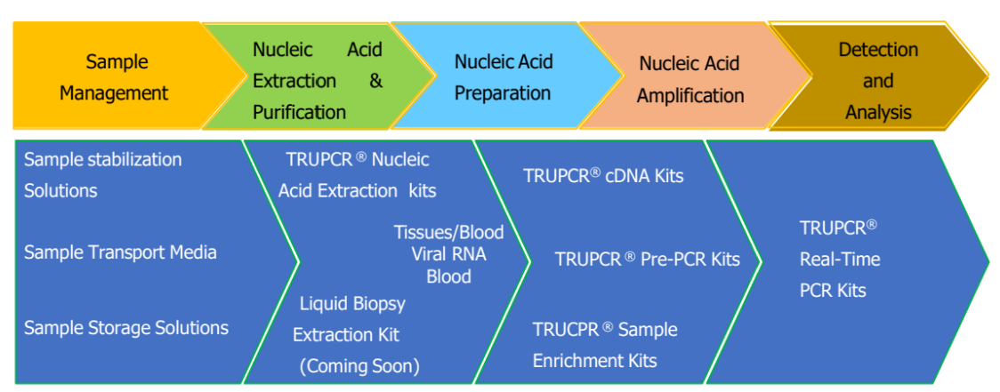 Sample
Management
Nucleic Acid
Extraction &
Purification
Nucleic Acid
Preparation
Nucleic Acid
Amplification
Detection
and
Analysis
Sample stabilization
Solutions
Sample Transport Media
Sample Storage Solutions
TRUPCR® Nucleic
Acid Extraction kits
Tissues/Blood
Viral RNA
Blood
Liquid Biopsy
Extraction Kit
(Coming Soon)
TRUPCR® cDNA Kits
TRUPCR® Pre-PCR Kits
TRUCPR® Sample
Enrichment Kits
TRUPCR®
Real-Time
PCR Kits